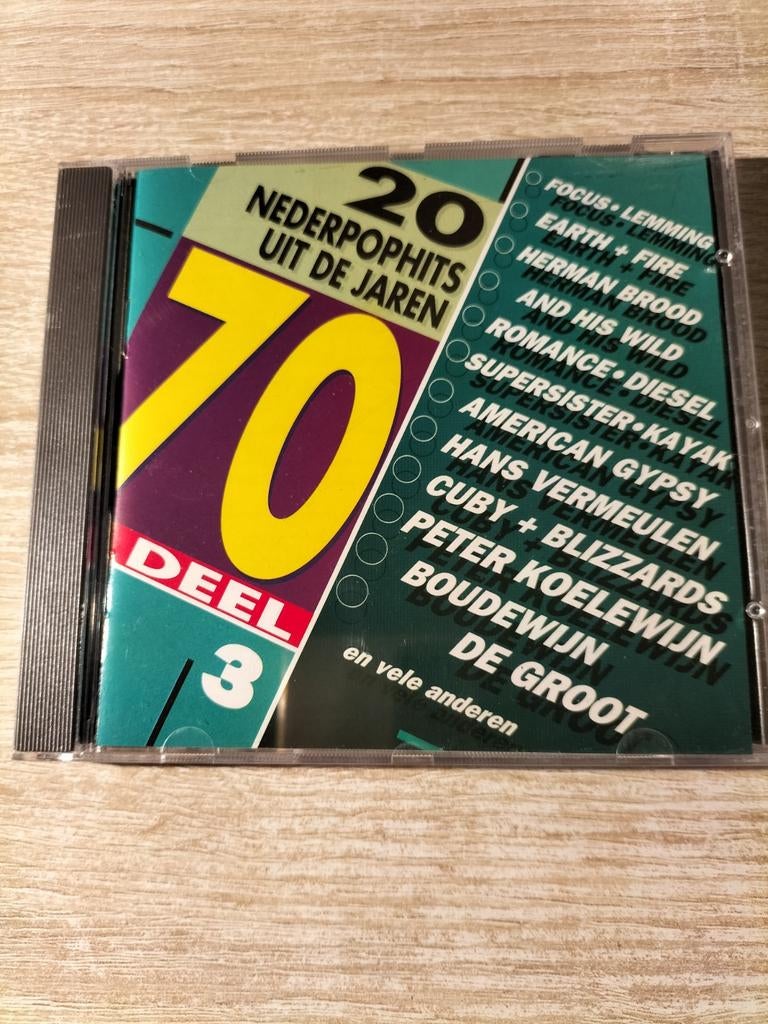 20
NEDERPOPHITS
UIT DE JAREN
70
DEEL
3
FOCUS • LEMMING
EARTH + FIRE
HERMAN BROOD
AND HIS WILD
ROMANCE • DIESEL
SUPERSISTER • KAYAK
AMERICAN GYPSY
HANS VERMEULEN
CUBY + BLIZZARDS
PETER KOELEWIJN
BOUDEWIJN
DE GROOT
en vele anderen